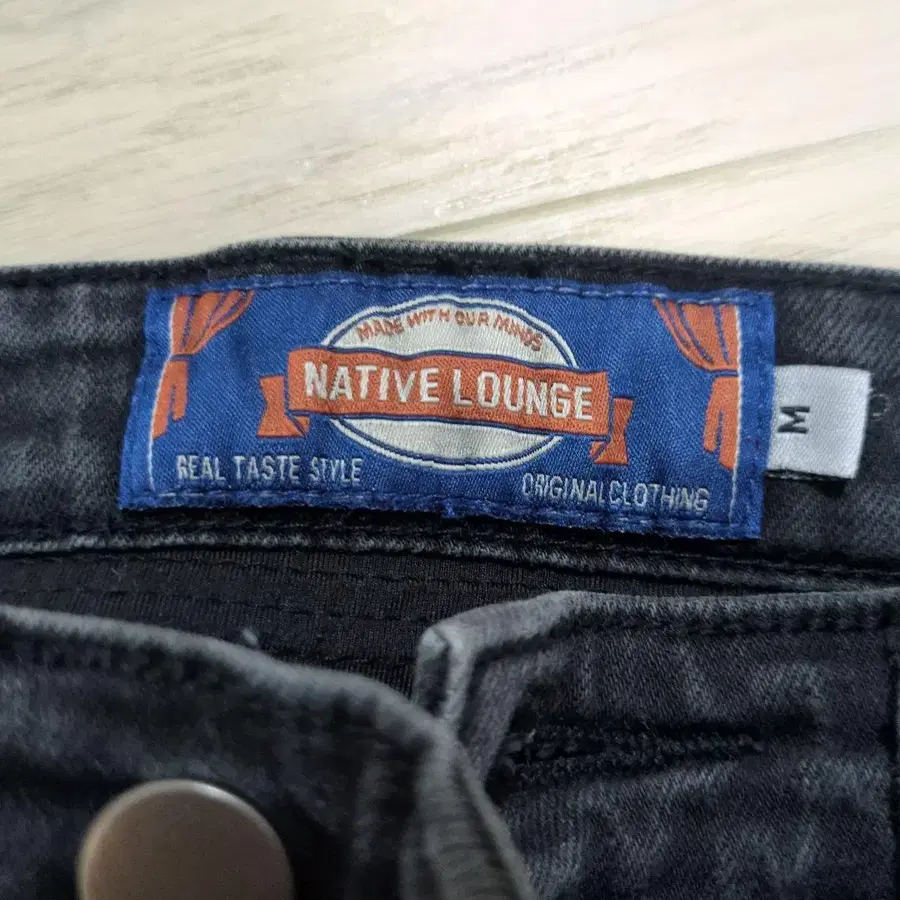 MADE WITH OUR MINDS
NATIVE LOUNGE
REAL TASTE STYLE
ORIGINAL CLOTHING
M